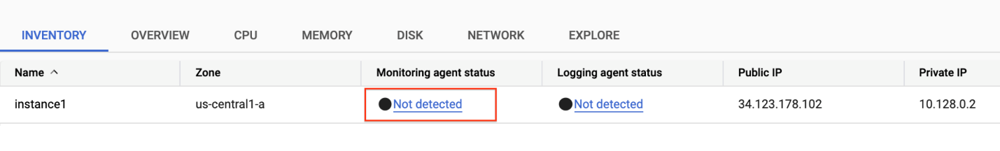 INVENTORY OVERVIEW CPU MEMORY DISK NETWORK EXPLORE
Name Zone Monitoring agent status Logging agent status Public IP Private IP
instance1 us-central1-a Not detected Not detected 34.123.178.102 10.128.0.2